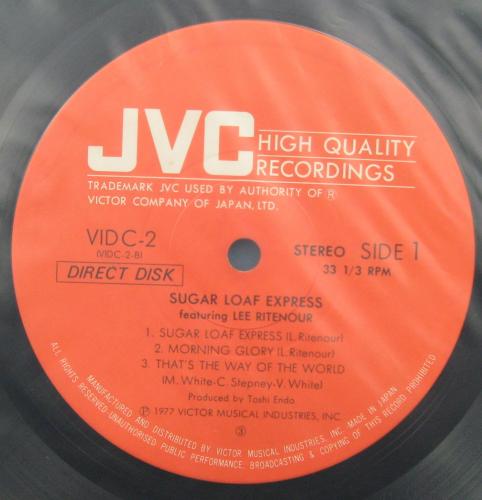 JVC HIGH QUALITY
RECORDINGS
TRADEMARK JVC USED BY AUTHORITY OF R
VICTOR COMPANY OF JAPAN, LTD.
VIDC-2
(VIDC-2-B)
DIRECT DISK
STEREO SIDE 1
33 1/3 RPM
SUGAR LOAF EXPRESS
featuring LEE RITENOUR
1. SUGAR LOAF EXPRESS (L. Ritenour)
2. MORNING GLORY (L. Ritenour)
3. THAT'S THE WAY OF THE WORLD
(M. White-C. Stepney-V. White)
Produced by Toshi Endo
Ⓟ 1977 VICTOR MUSICAL INDUSTRIES, INC.
③
MANUFACTURED AND DISTRIBUTED BY VICTOR MUSICAL INDUSTRIES, INC. MADE IN JAPAN
ALL RIGHTS RESERVED·UNAUTHORISED PUBLIC PERFORMANCE, BROADCASTING & COPYING OF THIS RECORD PROHIBITED